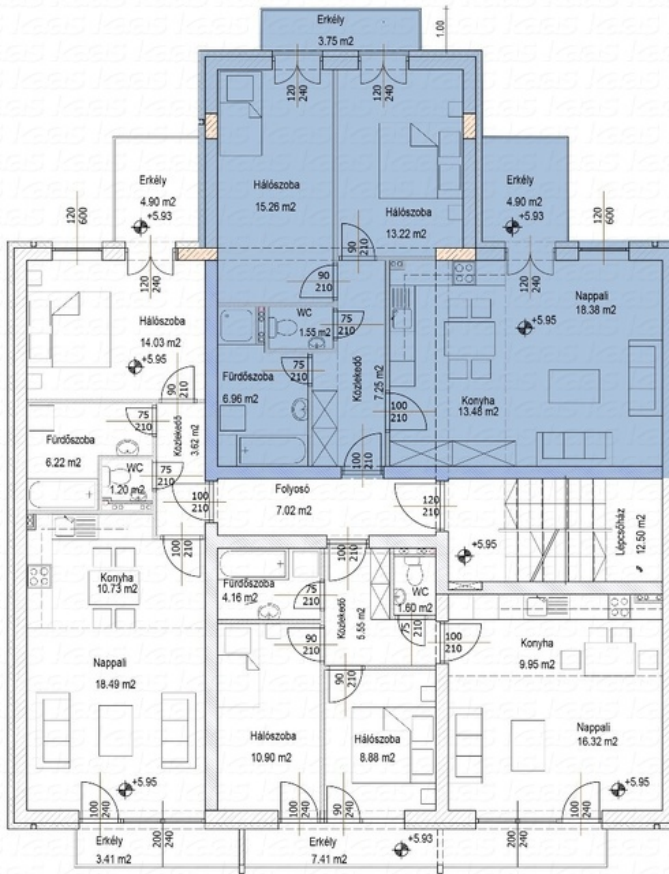 Erkély
3.75 m2
1.00
120
240
120
240
Erkély
4.90 m2
+5.93
Hálószoba
15.26 m2
Hálószoba
13.22 m2
Erkély
4.90 m2
+5.93
120
600
120
600
90
210
120
240
90
210
120
240
Nappali
18.38 m2
+5.95
Hálószoba
14.03 m2
+5.95
WC
1.55 m2
75
210
Fürdőszoba
6.96 m2
75
210
Közlekedő
7.25 m2
Konyha
13.48 m2
90
210
100
210
Fürdőszoba
6.22 m2
75
210
Közlekedő
3.62 m2
WC
1.20 m2
75
210
100
210
100
210
Folyosó
7.02 m2
120
210
+5.95
Lépcsőház
12.50 m2
100
210
Konyha
10.73 m2
Fürdőszoba
4.16 m2
75
210
100
210
Közlekedő
5.55 m2
WC
1.60 m2
75
210
90
210
100
210
Konyha
9.95 m2
Nappali
18.49 m2
90
210
Hálószoba
10.90 m2
Hálószoba
8.88 m2
Nappali
16.32 m2
+5.95
+5.95
100
240
200
240
100
240
90
240
200
240
100
240
Erkély
3.41 m2
Erkély
7.41 m2
+5.93